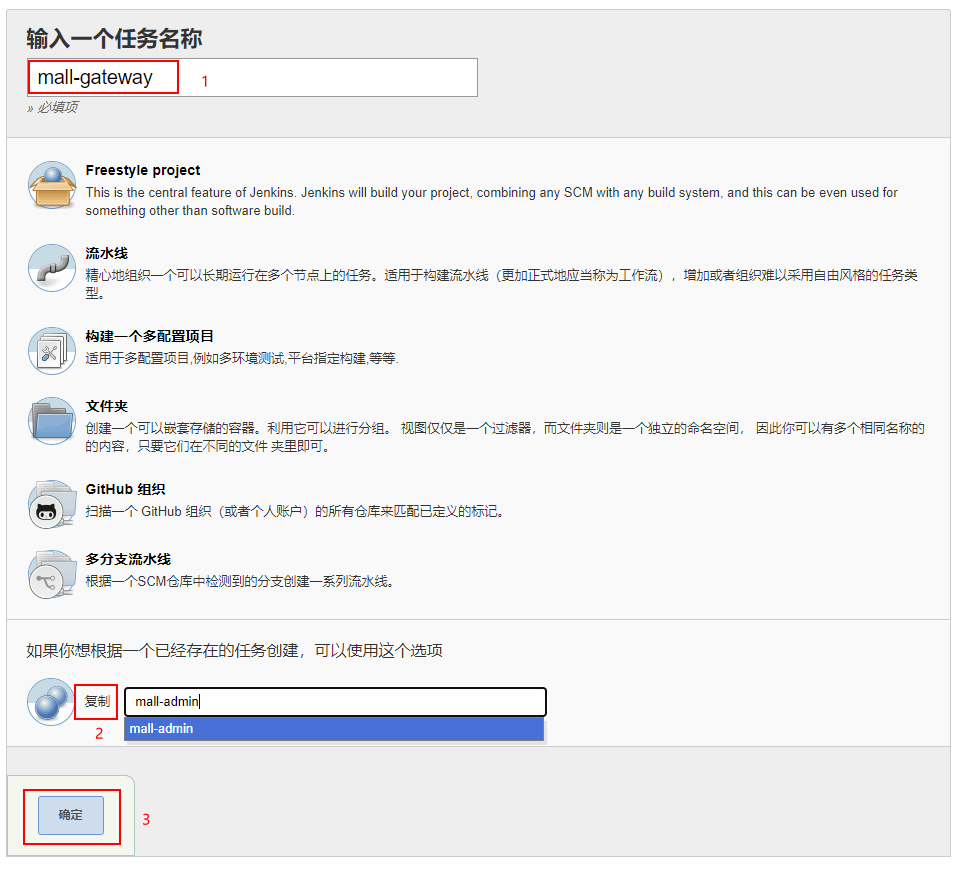 输入一个任务名称
mall-gateway 1
» 必填项
Freestyle project
This is the central feature of Jenkins. Jenkins will build your project, combining any SCM with any build system, and this can be even used for
something other than software build.
流水线
精心地组织一个可以长期运行在多个节点上的任务。适用于构建流水线（更加正式地应当称为工作流），增加或者组织难以采用自由风格的任务类
型。
构建一个多配置项目
适用于多配置项目,例如多环境测试,平台指定构建,等等.
文件夹
创建一个可以嵌套存储的容器。利用它可以进行分组。 视图仅仅是一个过滤器，而文件夹则是一个独立的命名空间， 因此你可以有多个相同名称的
的内容，只要它们在不同的文件 夹里即可。
GitHub 组织
扫描一个 GitHub 组织（或者个人账户）的所有仓库来匹配已定义的标记。
多分支流水线
根据一个SCM仓库中检测到的分支创建一系列流水线。
如果你想根据一个已经存在的任务创建，可以使用这个选项
复制 mall-admin
2 mall-admin
确定 3